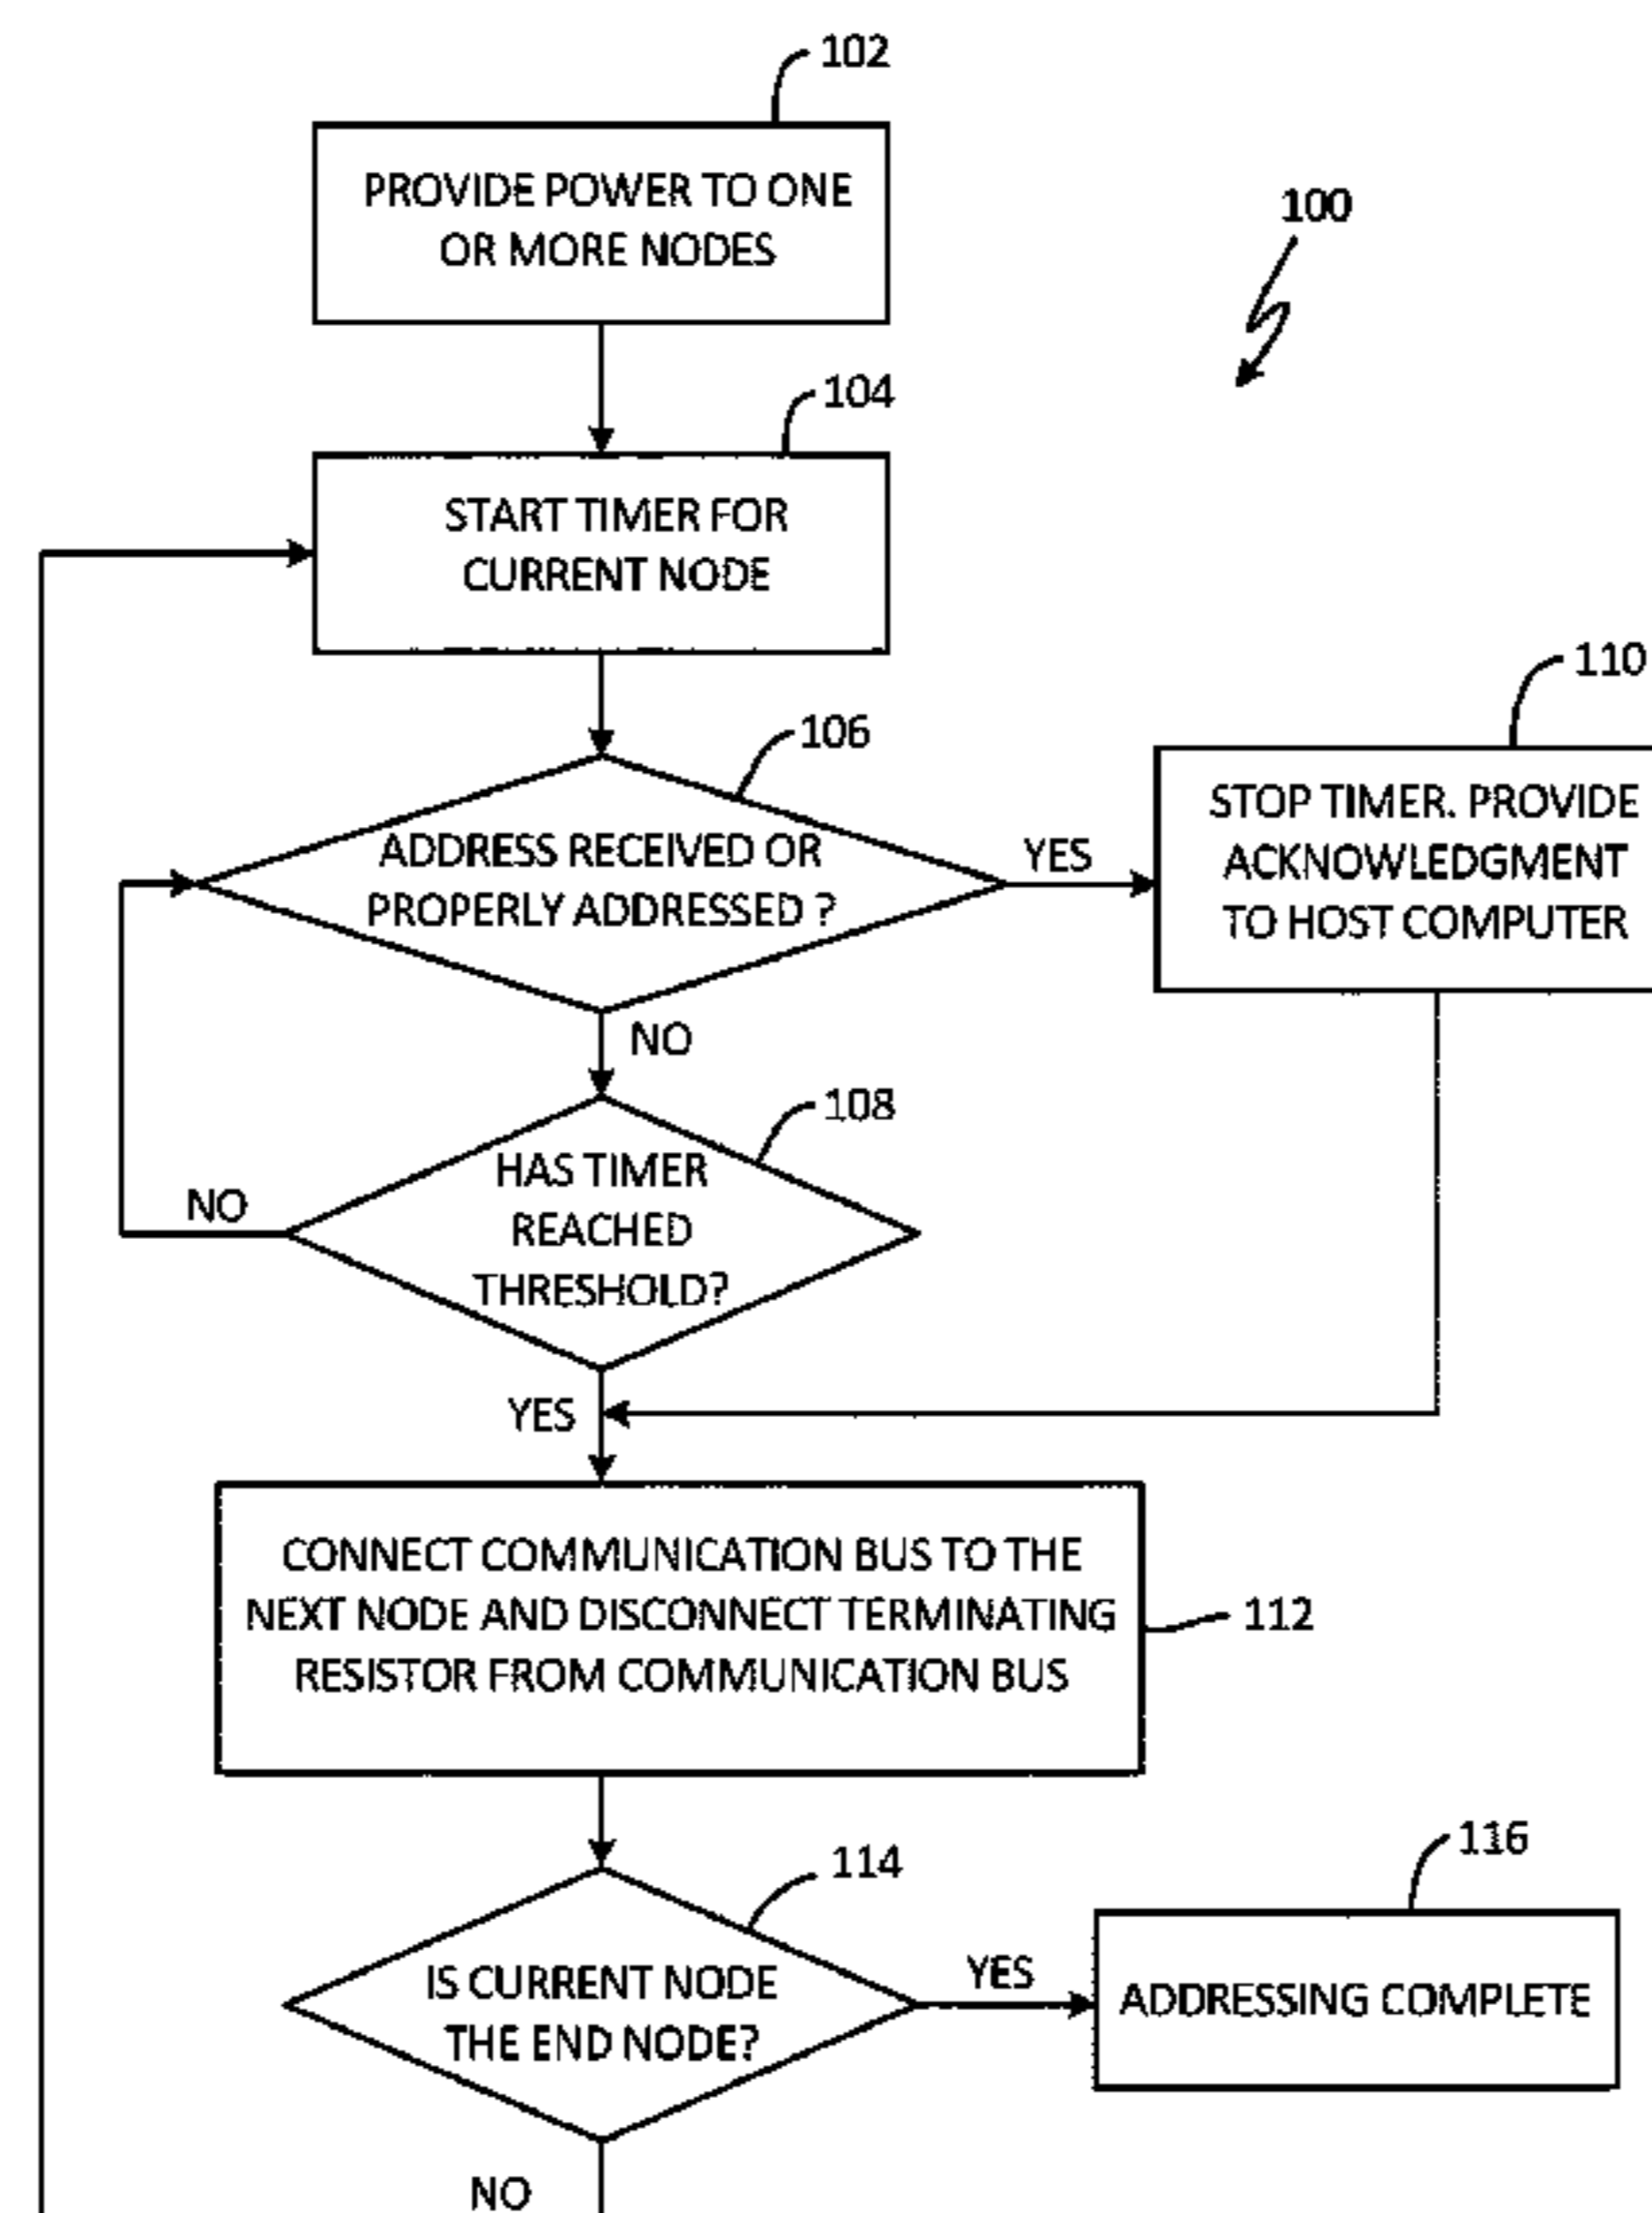 102
PROVIDE POWER TO ONE
OR MORE NODES
100
104
START TIMER FOR
CURRENT NODE
106
ADDRESS RECEIVED OR
PROPERLY ADDRESSED ?
YES
110
STOP TIMER. PROVIDE
ACKNOWLEDGMENT
TO HOST COMPUTER
NO
108
HAS TIMER
REACHED
THRESHOLD?
NO
YES
CONNECT COMMUNICATION BUS TO THE
NEXT NODE AND DISCONNECT TERMINATING
RESISTOR FROM COMMUNICATION BUS
112
114
IS CURRENT NODE
THE END NODE?
YES
116
ADDRESSING COMPLETE
NO